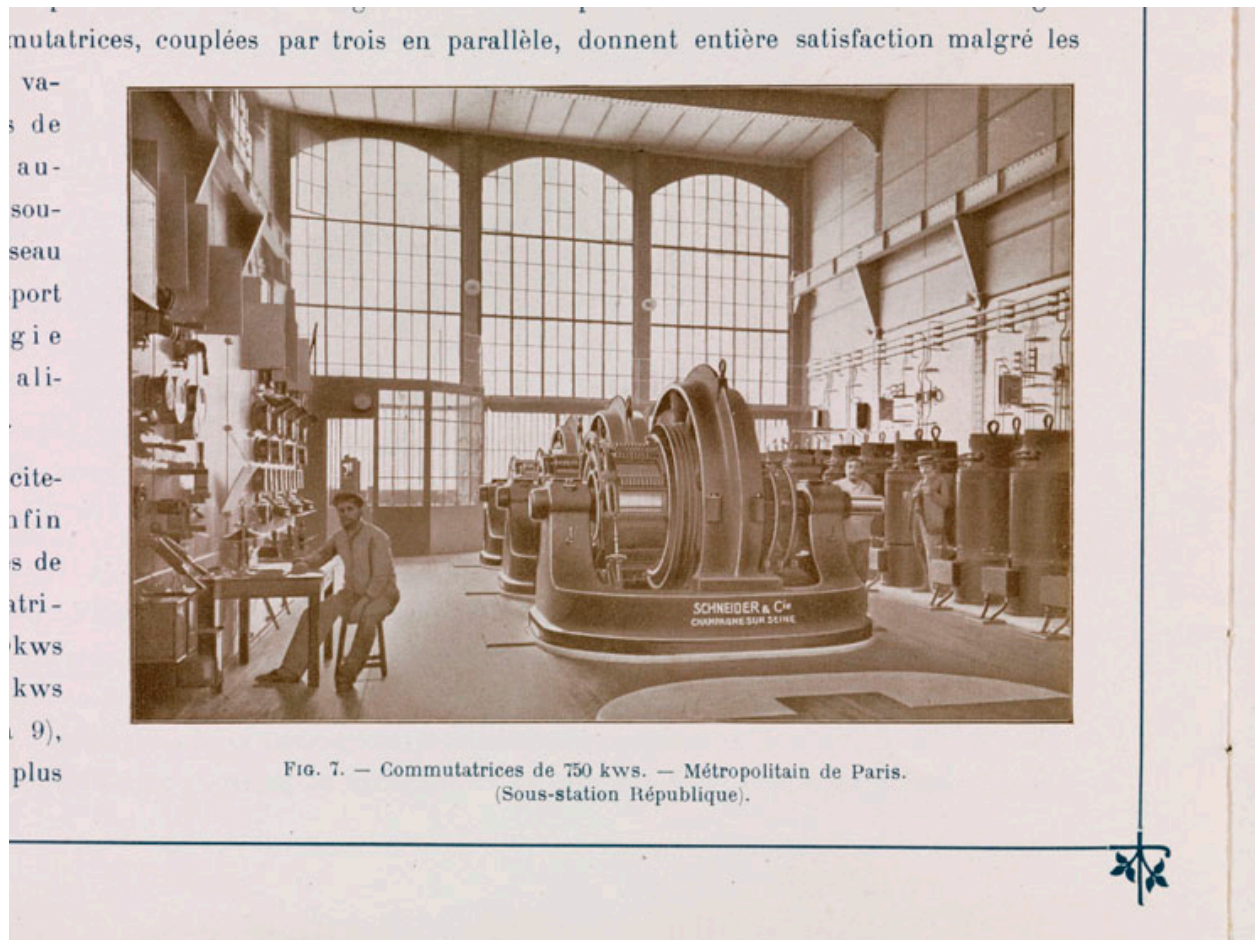 mutatrices, couplées par trois en parallèle, donnent entière satisfaction malgré les
va-
de
au-
sou-
seau
port
gie
ali-
cite-
nfin
s de
atri-
kws
kws
9),
plus
SCHNEIDER & Cie
CHAMPAGNE SUR SEINE
FIG. 7. — Commutatrices de 750 kws. — Métropolitain de Paris.
(Sous-station République).